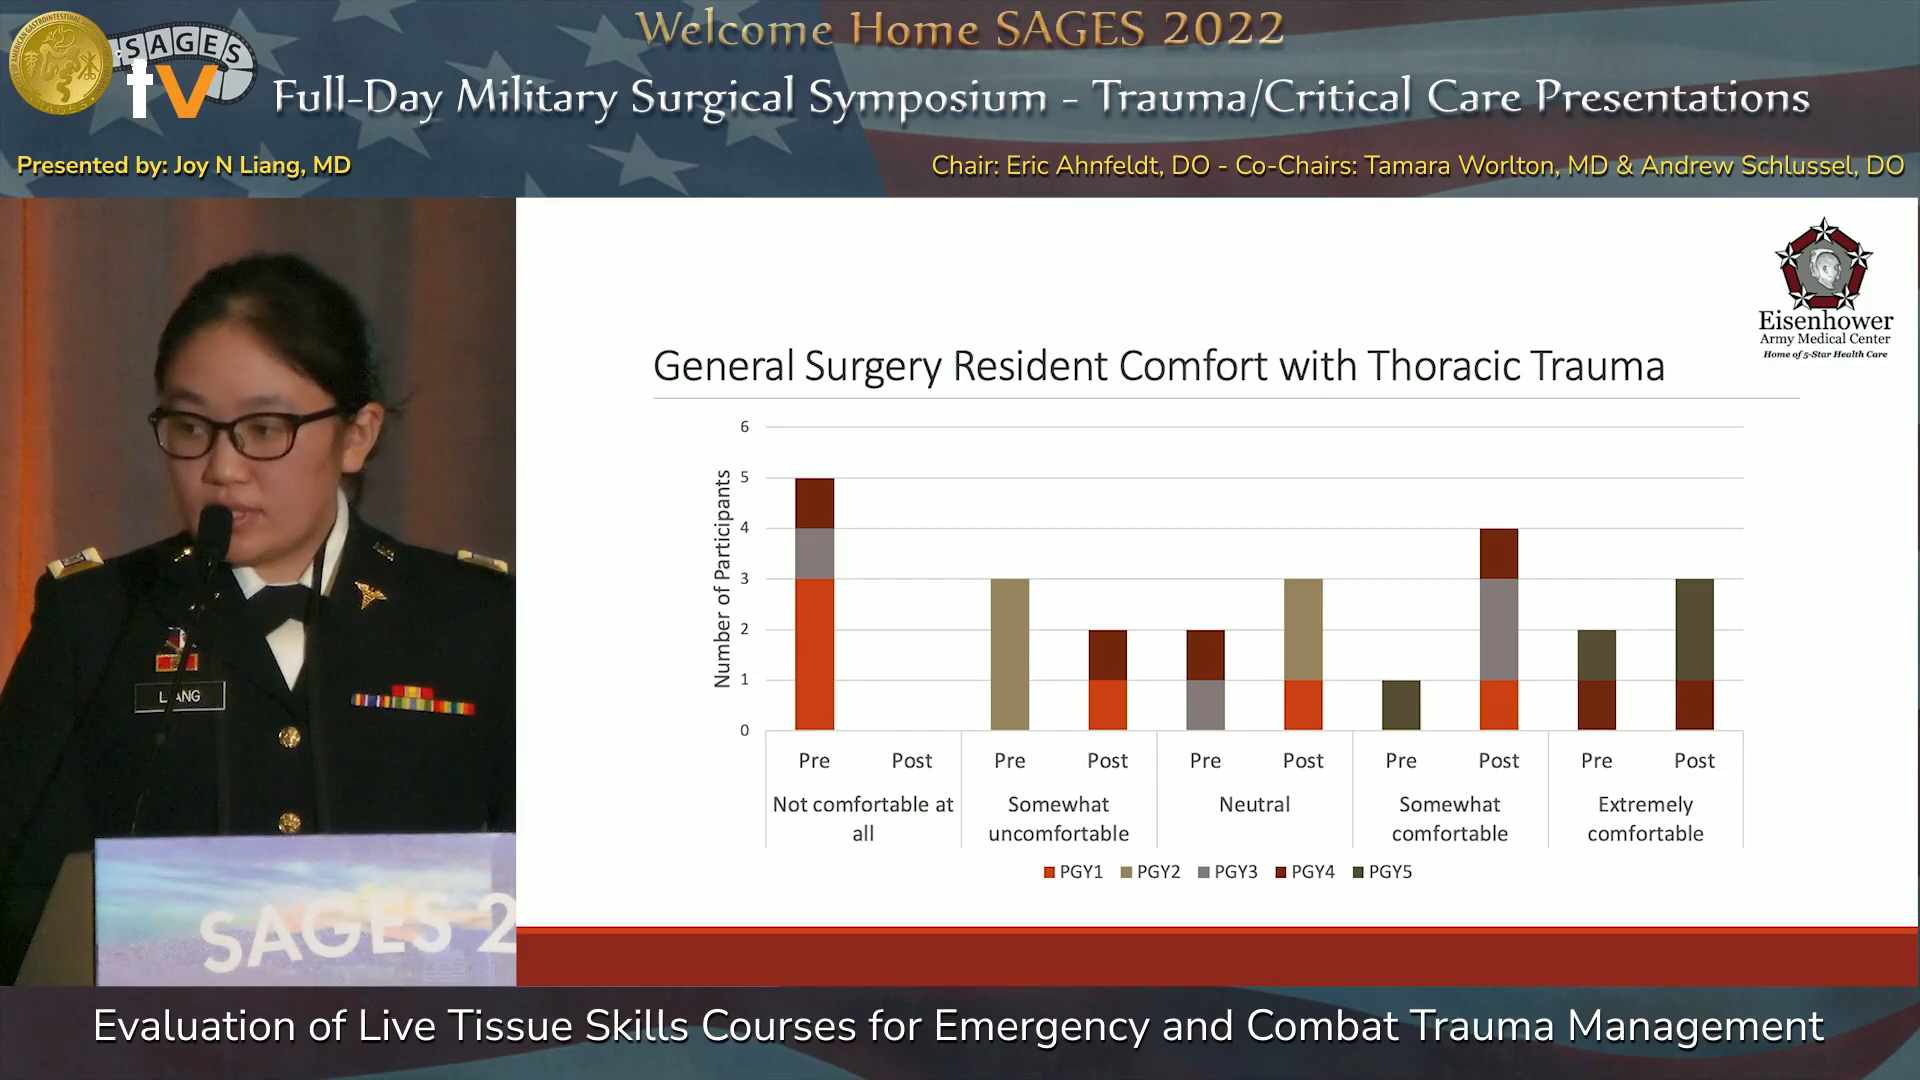 Welcome Home SAGES 2022
SAGES
tv
Full-Day Military Surgical Symposium - Trauma/Critical Care Presentations
Presented by: Joy N Liang, MD
Chair: Eric Ahnfeldt, DO - Co-Chairs: Tamara Worlton, MD & Andrew Schlussel, DO
Eisenhower
Army Medical Center
Home of 5-Star Health Care
General Surgery Resident Comfort with Thoracic Trauma
Number of Participants
6
5
4
3
2
1
0
Pre Post Pre Post Pre Post Pre Post Pre Post
Not comfortable at all
Somewhat uncomfortable
Neutral
Somewhat comfortable
Extremely comfortable
PGY1 PGY2 PGY3 PGY4 PGY5
LIANG
SAGES 2
Evaluation of Live Tissue Skills Courses for Emergency and Combat Trauma Management